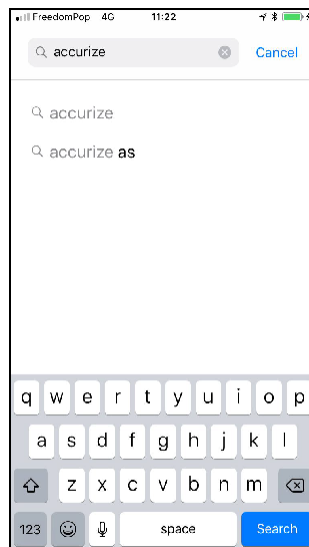 FreedomPop 4G 11:22
accurize Cancel
accurize
accurize as
q w e r t y u i o p
a s d f g h j k l
z x c v b n m
123 space Search